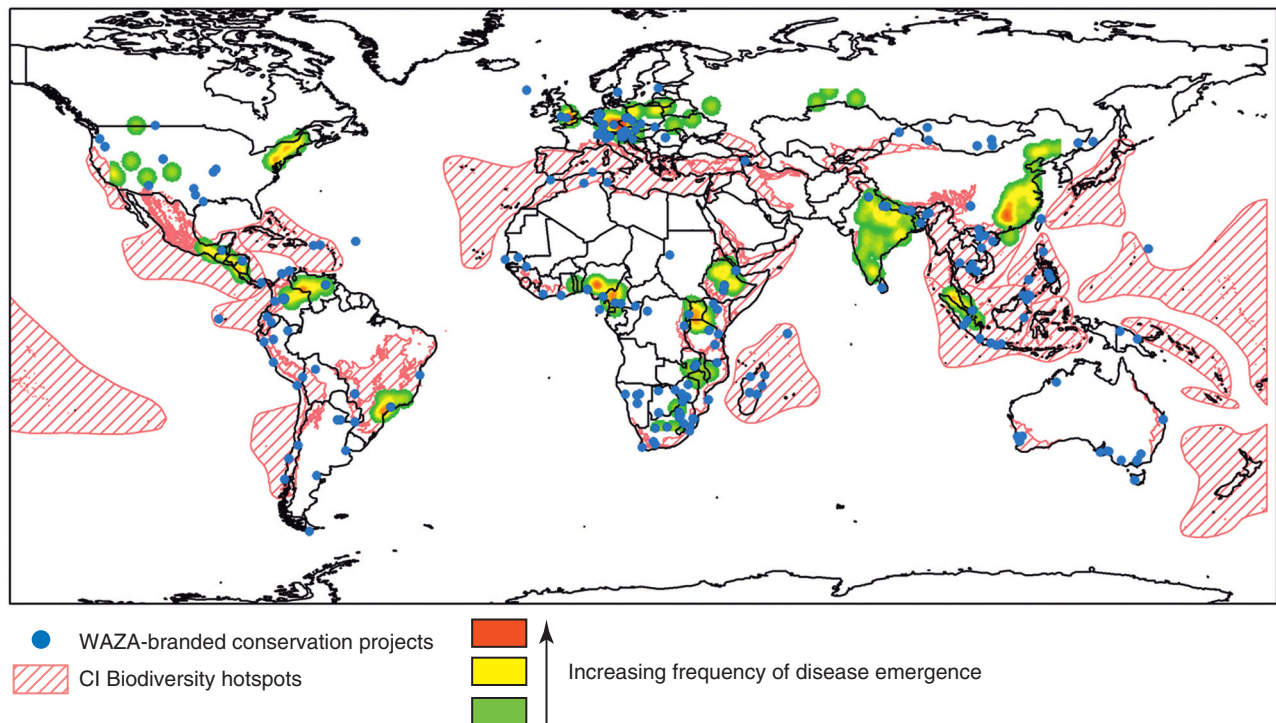 WAZA-branded conservation projects
CI Biodiversity hotspots
Increasing frequency of disease emergence